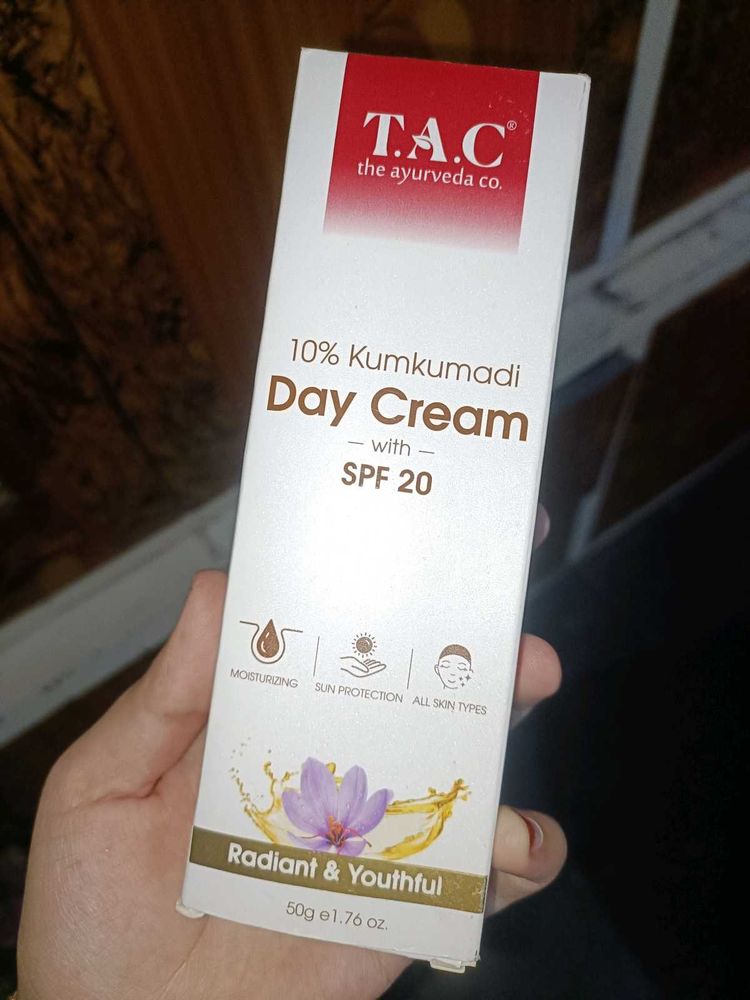 T.A.C®
the ayurveda co.
10% Kumkumadi
Day Cream
— with —
SPF 20
MOISTURIZING
SUN PROTECTION
ALL SKIN TYPES
Radiant & Youthful
50g e1.76 oz.